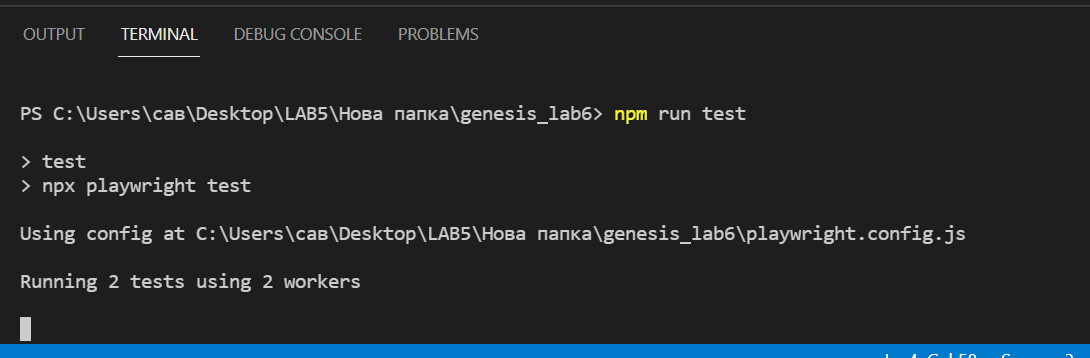 OUTPUT TERMINAL DEBUG CONSOLE PROBLEMS
PS C:\Users\сав\Desktop\LAB5\Нова папка\genesis_lab6> npm run test
> test
> npx playwright test
Using config at C:\Users\сав\Desktop\LAB5\Нова папка\genesis_lab6\playwright.config.js
Running 2 tests using 2 workers